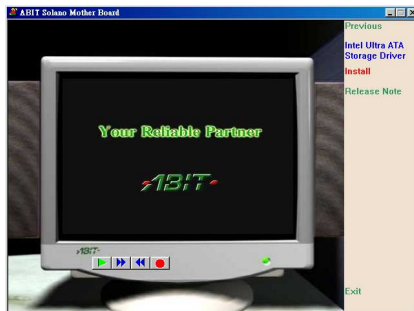 ABIT Solano Mother Board
Previous
Intel Ultra ATA
Storage Driver
Install
Release Note
Your Reliable Partner
ABIT
ABIT
Exit